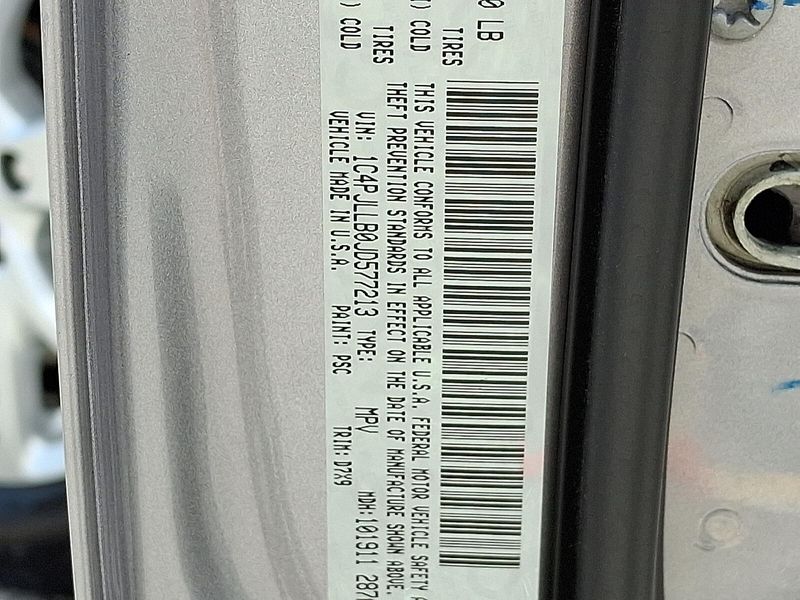 0 LB TIRES
) COLD TIRES
) COLD
THIS VEHICLE CONFORMS TO ALL APPLICABLE U.S.A. FEDERAL MOTOR VEHICLE SAFETY
THEFT PREVENTION STANDARDS IN EFFECT ON THE DATE OF MANUFACTURE SHOWN ABOVE.
VIN: 1C4PJLLB0JD577213 TYPE: MPV MDH: 101911 287
VEHICLE MADE IN U.S.A. PAINT: PSC TRIM: D7X9